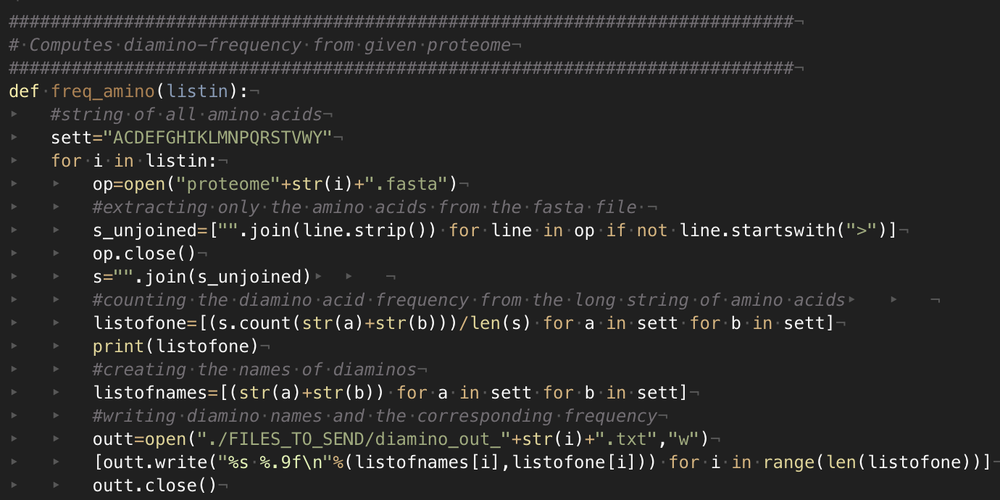 ############################################################################
# Computes diamino-frequency from given proteome
############################################################################
def freq_amino(listin):
	#string of all amino acids
	sett="ACDEFGHIKLMNPQRSTVWY"
	for i in listin:
		op=open("proteome"+str(i)+".fasta")
		#extracting only the amino acids from the fasta file
		s_unjoined=["".join(line.strip()) for line in op if not line.startswith(">")]
		op.close()
		s="".join(s_unjoined)
		#counting the diamino acid frequency from the long string of amino acids
		listofone=[(s.count(str(a)+str(b)))/len(s) for a in sett for b in sett]
		print(listofone)
		#creating the names of diaminos
		listofnames=[(str(a)+str(b)) for a in sett for b in sett]
		#writing diamino names and the corresponding frequency
		outt=open("./FILES_TO_SEND/diamino_out_"+str(i)+".txt","w")
		[outt.write("%s %.9f\n"%(listofnames[i],listofone[i])) for i in range(len(listofone))]
		outt.close()